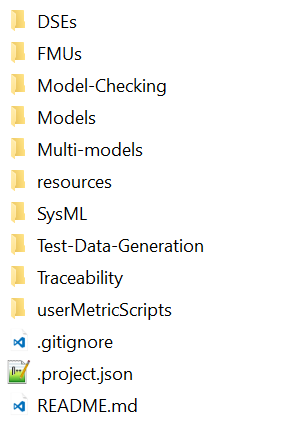 DSEs
FMUs
Model-Checking
Models
Multi-models
resources
SysML
Test-Data-Generation
Traceability
userMetricScripts
.gitignore
.project.json
README.md